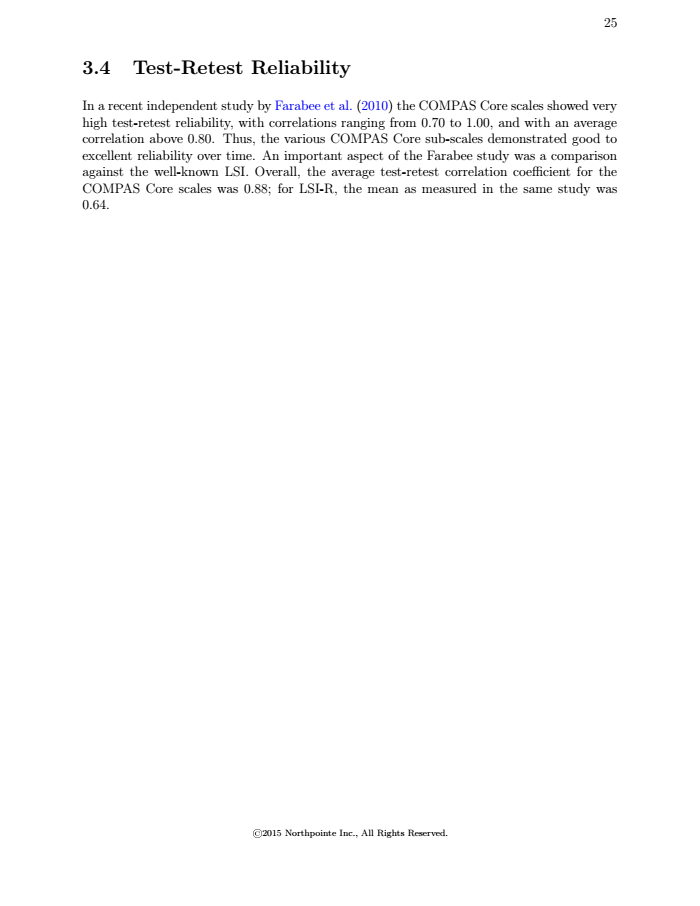 25
3.4 Test-Retest Reliability
In a recent independent study by Farabee et al. (2010) the COMPAS Core scales showed very
high test-retest reliability, with correlations ranging from 0.70 to 1.00, and with an average
correlation above 0.80. Thus, the various COMPAS Core sub-scales demonstrated good to
excellent reliability over time. An important aspect of the Farabee study was a comparison
against the well-known LSI. Overall, the average test-retest correlation coefficient for the
COMPAS Core scales was 0.88; for LSI-R, the mean as measured in the same study was
0.64.
©2015 Northpointe Inc., All Rights Reserved.